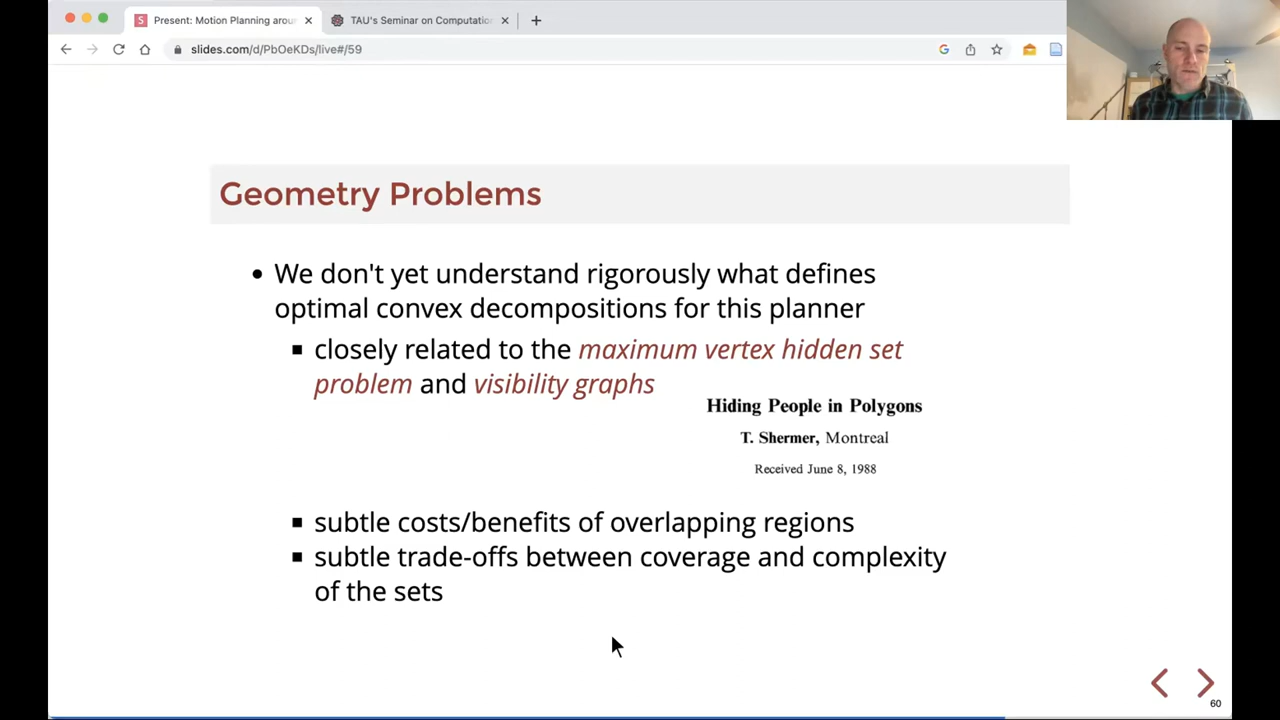 Present: Motion Planning arou
TAU's Seminar on Computatio
slides.com/d/PbOeKDs/live#/59
Geometry Problems
We don't yet understand rigorously what defines
optimal convex decompositions for this planner
closely related to the maximum vertex hidden set
problem and visibility graphs
Hiding People in Polygons
T. Shermer, Montreal
Received June 8, 1988
subtle costs/benefits of overlapping regions
subtle trade-offs between coverage and complexity
of the sets
60